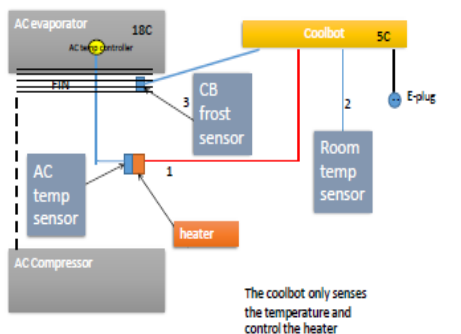 AC evaporator
18C
AC temp controller
FIN
Coolbot
5C
E-plug
3
CB
frost
sensor
2
Room
temp
sensor
1
AC
temp
sensor
heater
AC Compressor
The coolbot only senses
the temperature and
control the heater